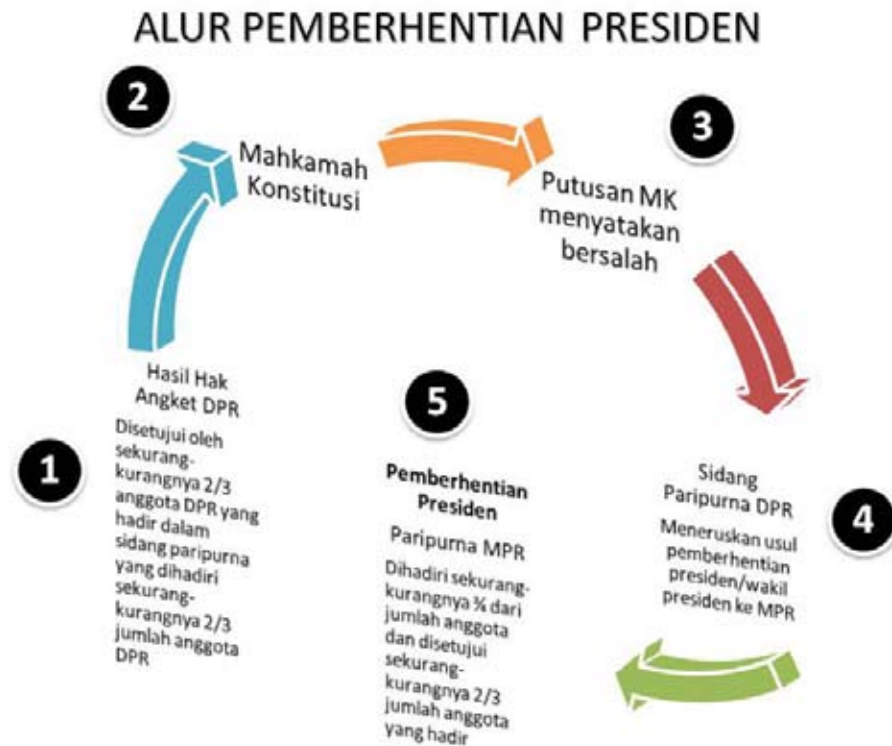 ALUR PEMBERHENTIAN PRESIDEN
1
Hasil Hak
Angket DPR
Disetujui oleh
sekurang-
kurangnya 2/3
anggota DPR yang
hadir dalam
sidang paripurna
yang dihadiri
sekurang-
kurangnya 2/3
jumlah anggota
DPR
2
Mahkamah
Konstitusi
3
Putusan MK
menyatakan
bersalah
4
Sidang
Paripurna DPR
Meneruskan usul
pemberhentian
presiden/wakil
presiden ke MPR
5
Pemberhentian
Presiden
Paripurna MPR
Dihadiri sekurang-
kurangnya ¾ dari
jumlah anggota
dan disetujui
sekurang-
kurangnya 2/3
jumlah anggota
yang hadir